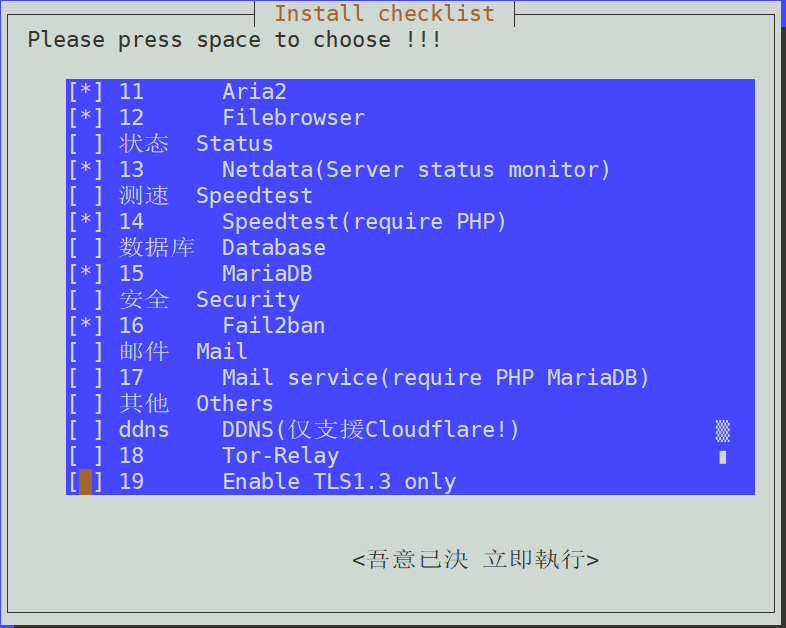 Install checklist
Please press space to choose !!!
[*] 11 Aria2
[*] 12 Filebrowser
[ ] 状态 Status
[*] 13 Netdata(Server status monitor)
[ ] 测速 Speedtest
[*] 14 Speedtest(require PHP)
[ ] 数据库 Database
[*] 15 MariaDB
[ ] 安全 Security
[*] 16 Fail2ban
[ ] 邮件 Mail
[ ] 17 Mail service(require PHP MariaDB)
[ ] 其他 Others
[ ] ddns DDNS(仅支援Cloudflare!)
[ ] 18 Tor-Relay
[ ] 19 Enable TLS1.3 only
<吾意已決 立即執行>